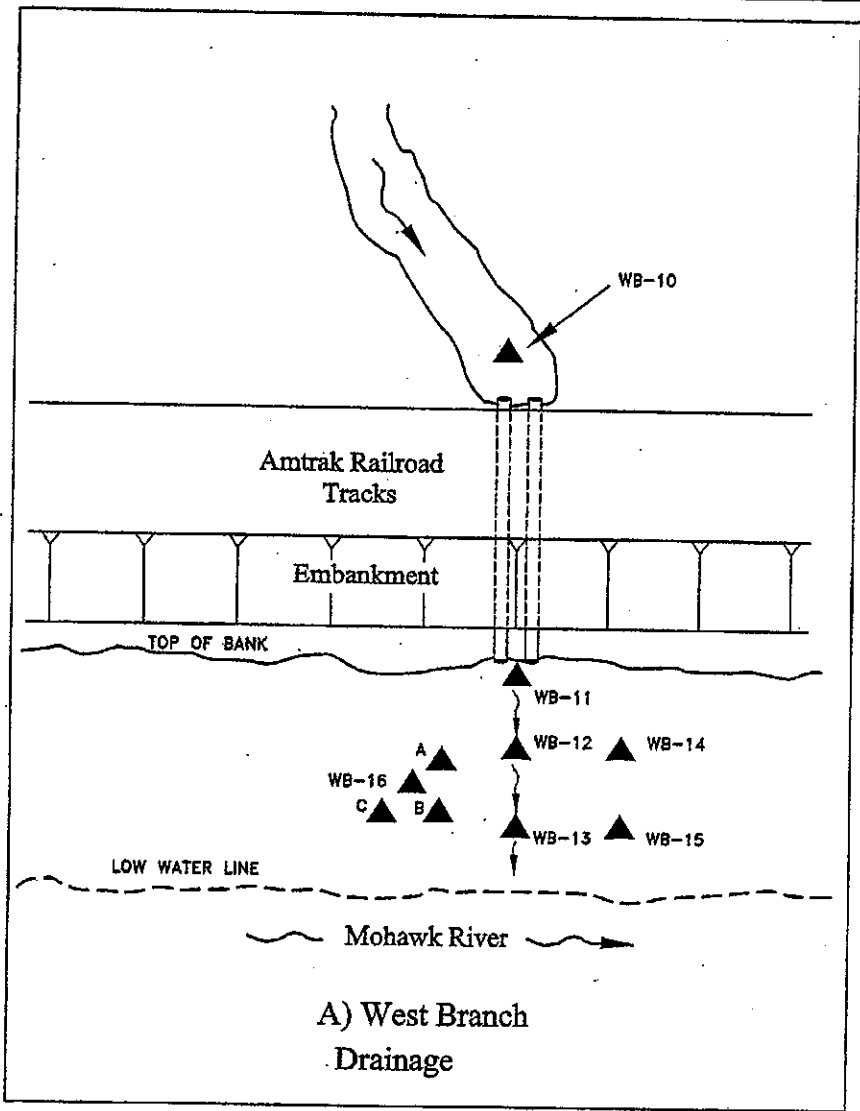 WB-10
Amtrak Railroad
Tracks
Embankment
TOP OF BANK
WB-11
A
WB-12
WB-14
WB-16
C
B
WB-13
WB-15
LOW WATER LINE
Mohawk River
A) West Branch
Drainage